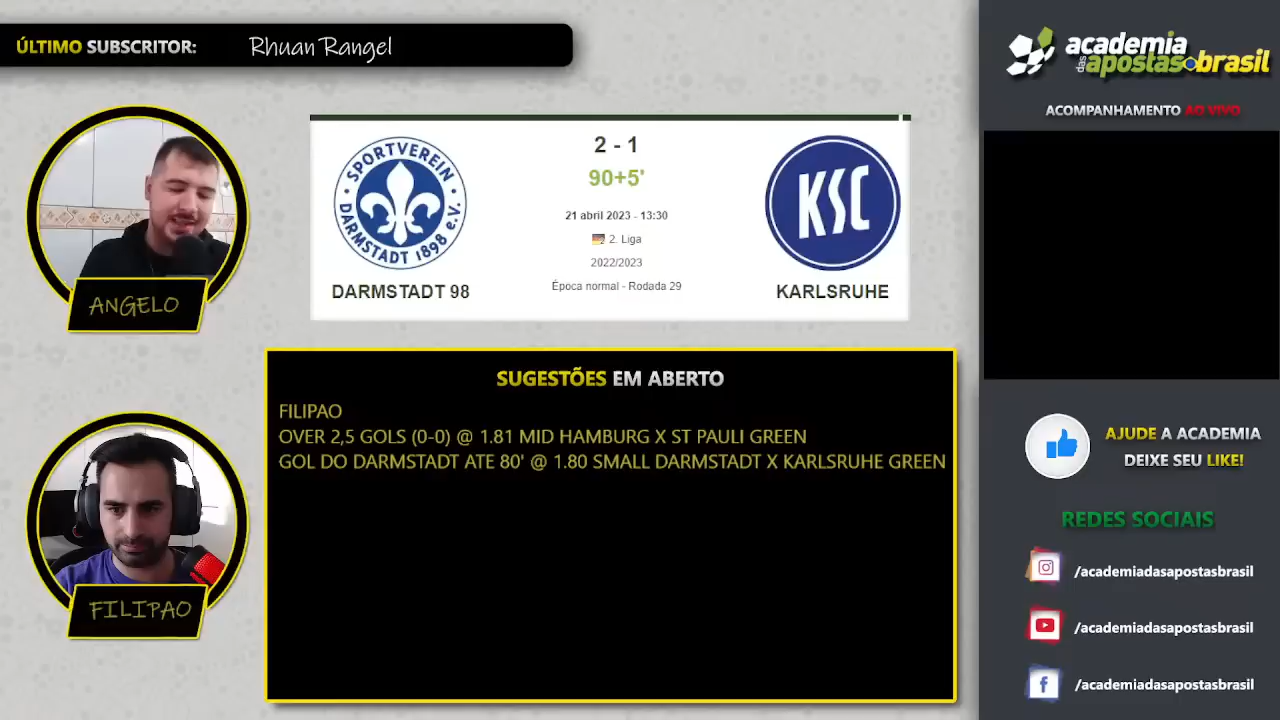 ÚLTIMO SUBSCRITOR: Rhuan Rangel
academia
das apostas brasil
ACOMPANHAMENTO AO VIVO
SPORTVEREIN
DARMSTADT 1898 e.V.
2 - 1
90+5'
21 abril 2023 - 13:30
2. Liga
2022/2023
Época normal - Rodada 29
KSC
DARMSTADT 98
KARLSRUHE
ANGELO
SUGESTÕES EM ABERTO
FILIPAO
OVER 2,5 GOLS (0-0) @ 1.81 MID HAMBURG X ST PAULI GREEN
GOL DO DARMSTADT ATE 80' @ 1.80 SMALL DARMSTADT X KARLSRUHE GREEN
FILIPAO
AJUDE A ACADEMIA
DEIXE SEU LIKE!
REDES SOCIAIS
/academiadasapostasbrasil
/academiadasapostasbrasil
/academiadasapostasbrasil